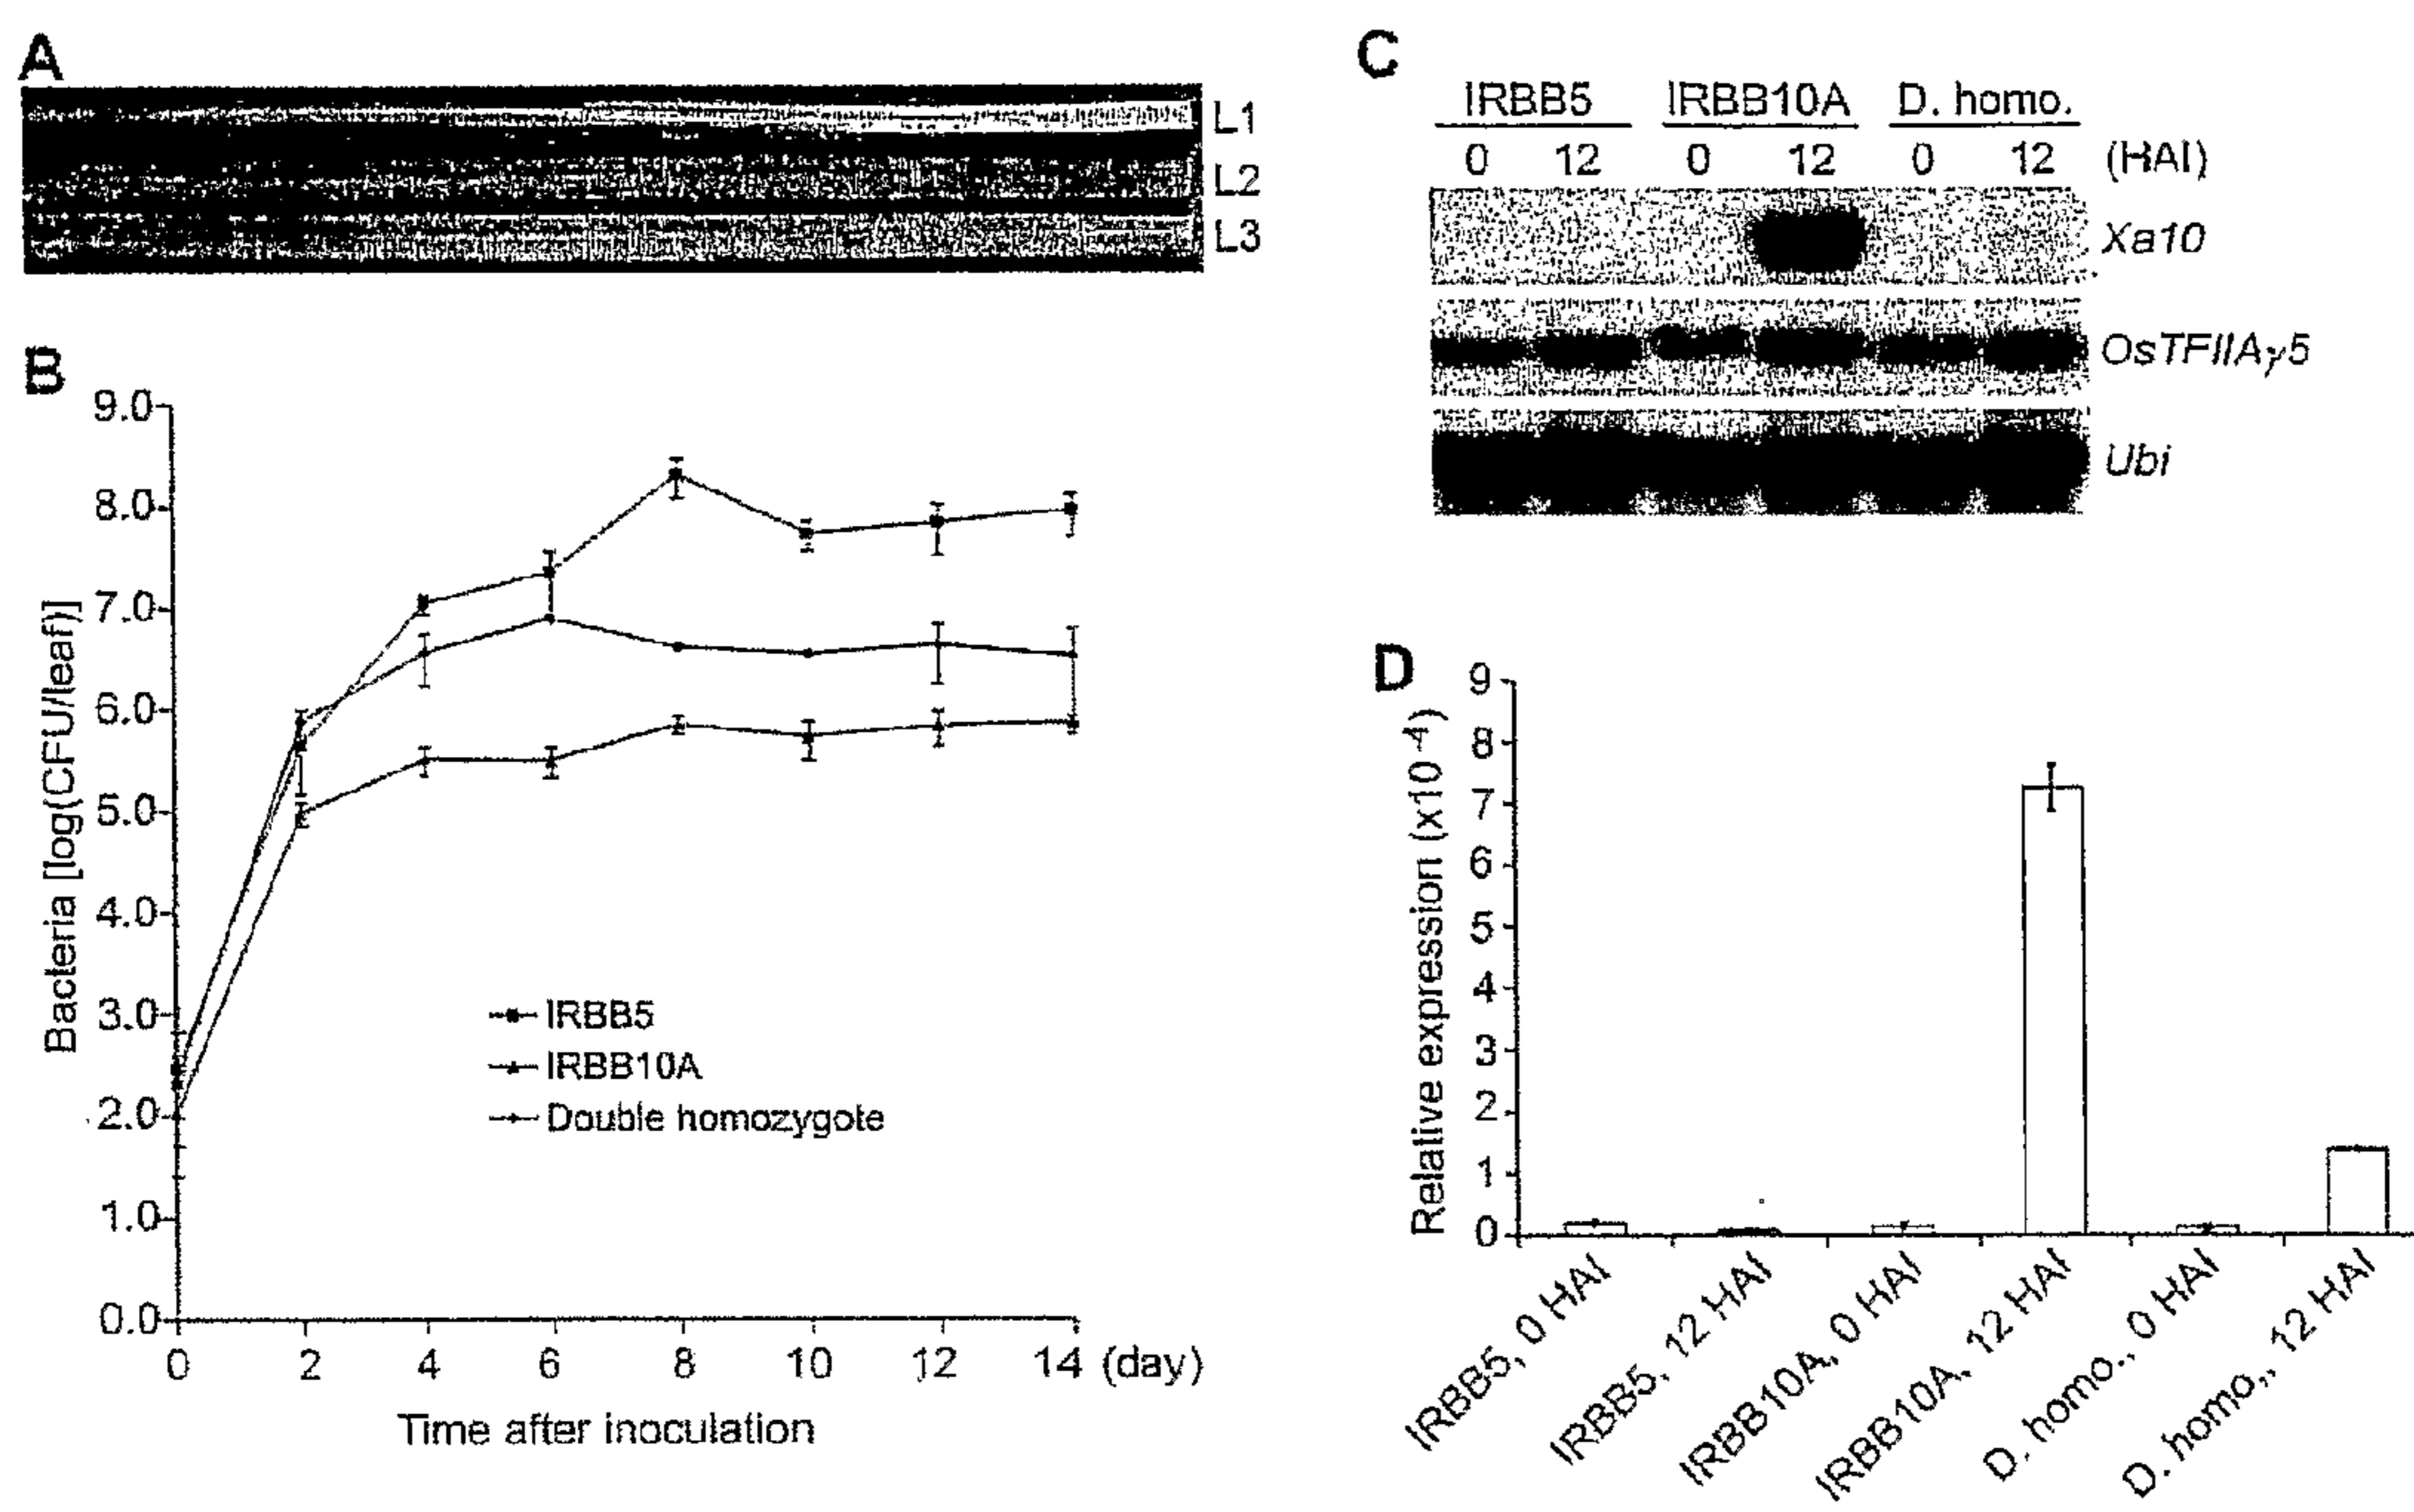 A
L1
L2
L3
B
9.0
8.0
7.0
6.0
5.0
4.0
3.0
2.0
1.0
0.0
Bacteria [log(CFU/leaf)]
IRBB5
IRBB10A
Double homozygote
0 2 4 6 8 10 12 14 (day)
Time after inoculation
C
IRBB5 IRBB10A D. homo.
0 12 0 12 0 12 (HAI)
Xa10
OsTFIIAγ5
Ubi
D
9
8
7
6
5
4
3
2
1
0
Relative expression (x10⁻⁴)
IRBB5, 0 HAI
IRBB5, 12 HAI
IRBB10A, 0 HAI
IRBB10A, 12 HAI
D. homo., 0 HAI
D. homo,, 12 HAI